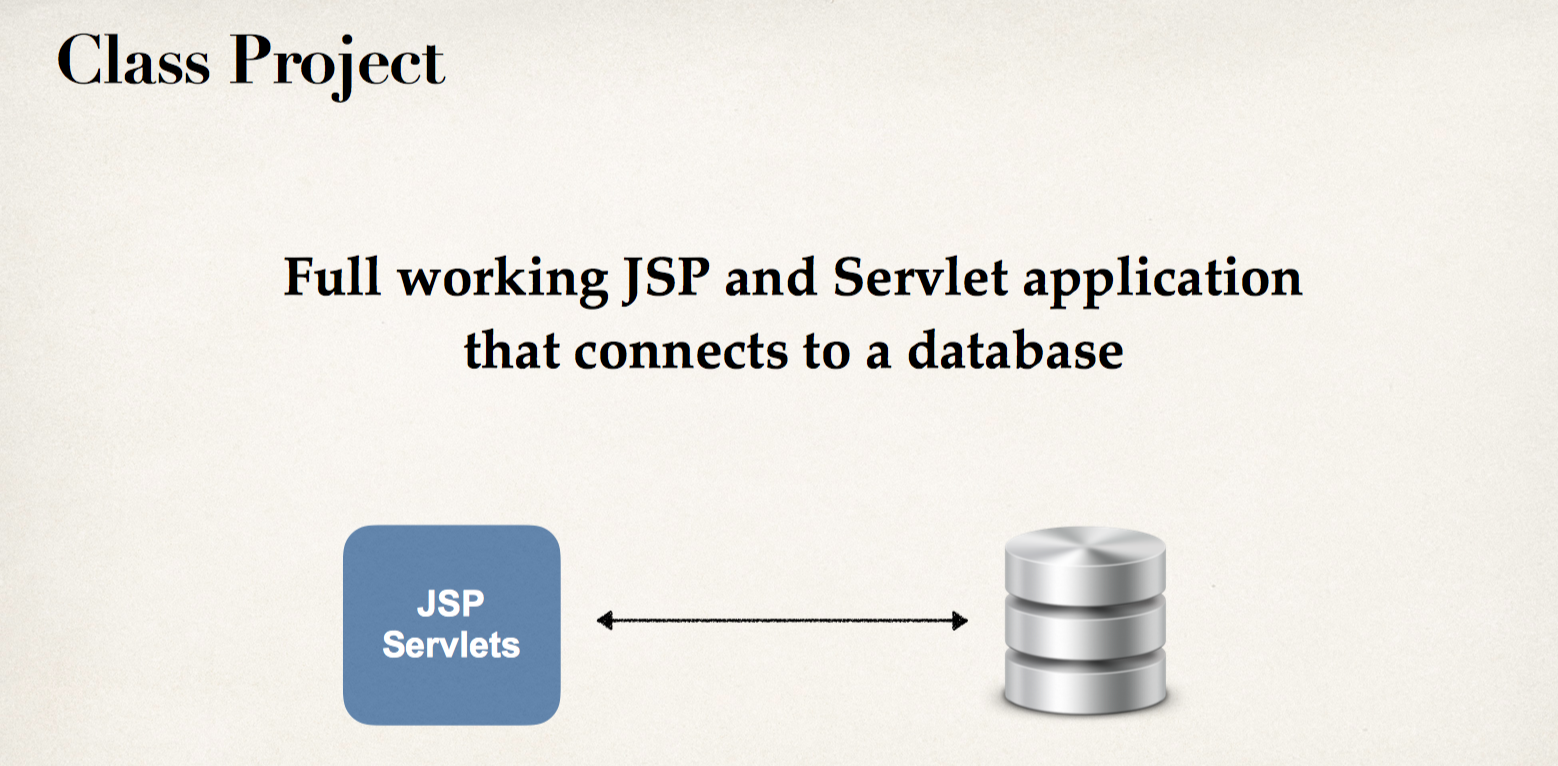 Class Project
Full working JSP and Servlet application
that connects to a database
JSP
Servlets